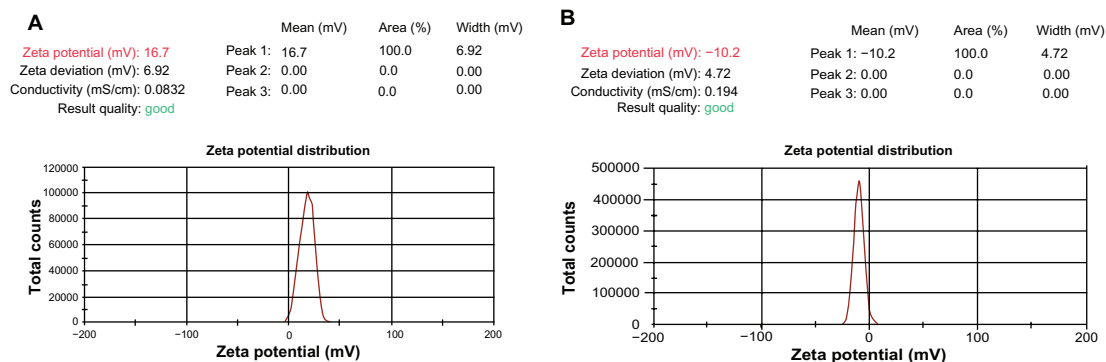 A
Mean (mV) Area (%) Width (mV)
Zeta potential (mV): 16.7 Peak 1: 16.7 100.0 6.92
Zeta deviation (mV): 6.92 Peak 2: 0.00 0.0 0.00
Conductivity (mS/cm): 0.0832 Peak 3: 0.00 0.0 0.00
Result quality: good
Zeta potential distribution
Total counts
120000
100000
80000
60000
40000
20000
0
−200 −100 0 100 200
Zeta potential (mV)
B
Mean (mV) Area (%) Width (mV)
Zeta potential (mV): −10.2 Peak 1: −10.2 100.0 4.72
Zeta deviation (mV): 4.72 Peak 2: 0.00 0.0 0.00
Conductivity (mS/cm): 0.194 Peak 3: 0.00 0.0 0.00
Result quality: good
Zeta potential distribution
Total counts
500000
400000
300000
200000
100000
0
−200 −100 0 100 200
Zeta potential (mV)